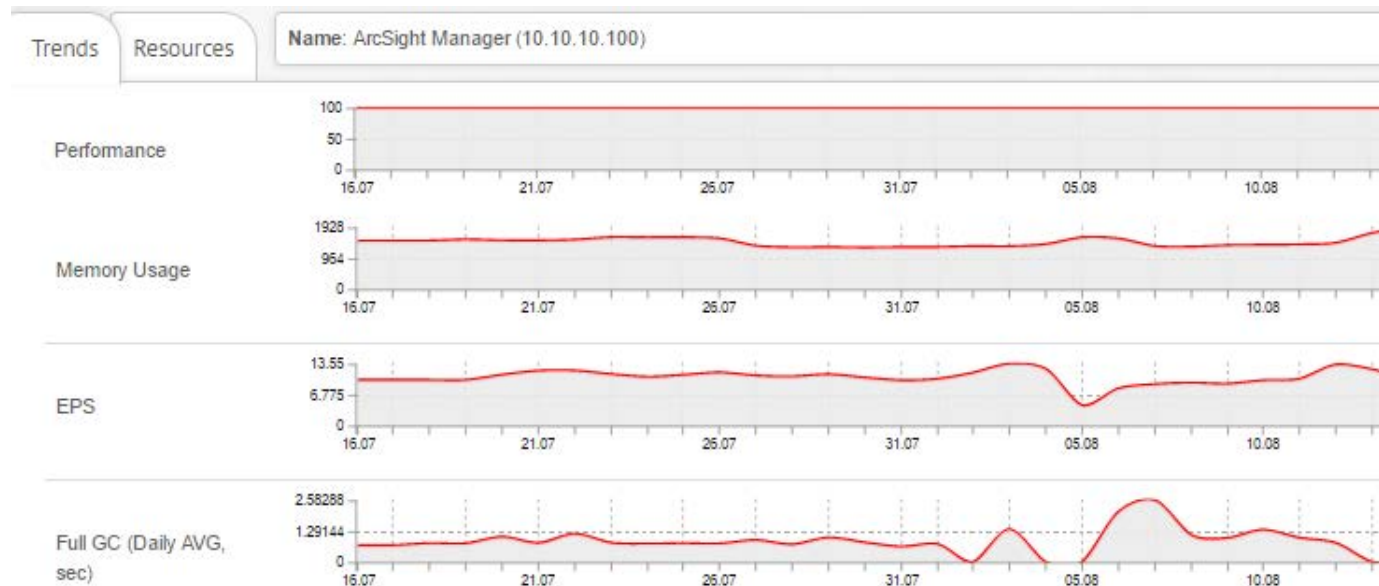 Trends
Resources
Name: ArcSight Manager (10.10.10.100)
Performance
100
50
0
16.07 21.07 26.07 31.07 05.08 10.08
Memory Usage
1928
964
0
16.07 21.07 26.07 31.07 05.08 10.08
EPS
13.55
6.775
0
16.07 21.07 26.07 31.07 05.08 10.08
Full GC (Daily AVG,
sec)
2.58288
1.29144
0
16.07 21.07 26.07 31.07 05.08 10.08